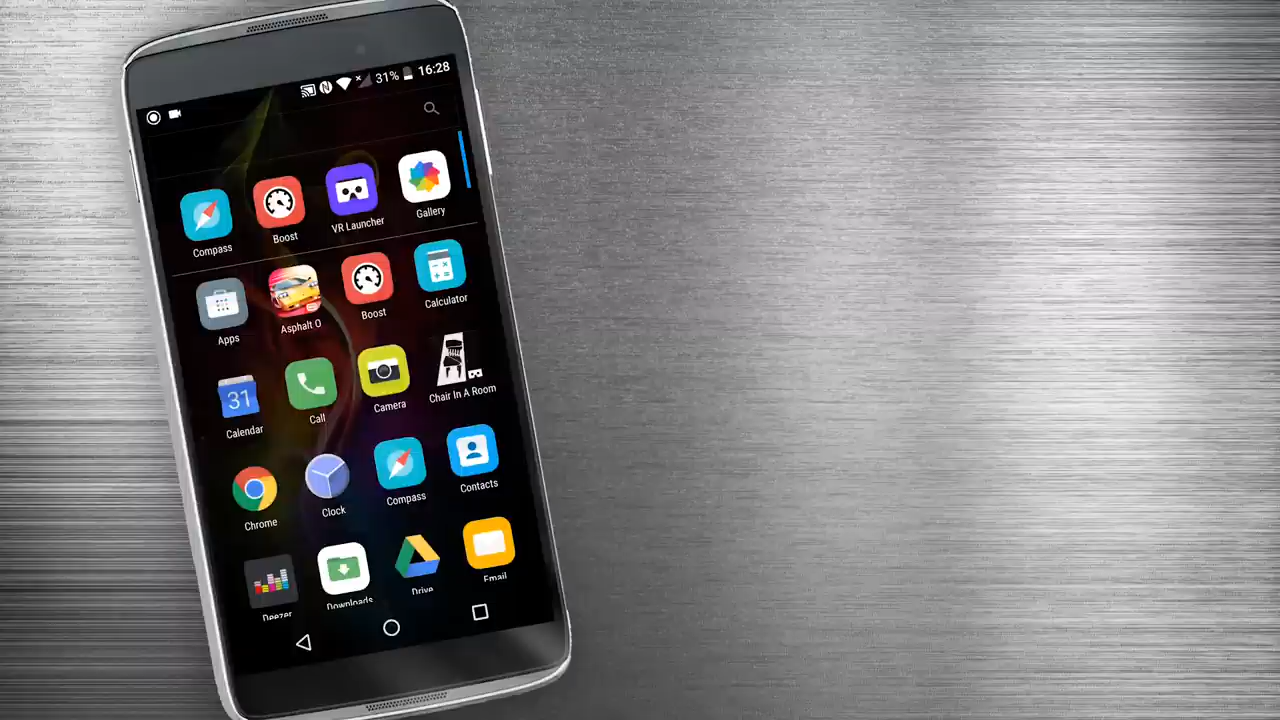 31% 16:28
Compass Boost VR Launcher Gallery
Apps Asphalt O Boost Calculator
31
Calendar Call Camera Chair In A Room
Chrome Clock Compass Contacts
Deezer Downloads Drive Email